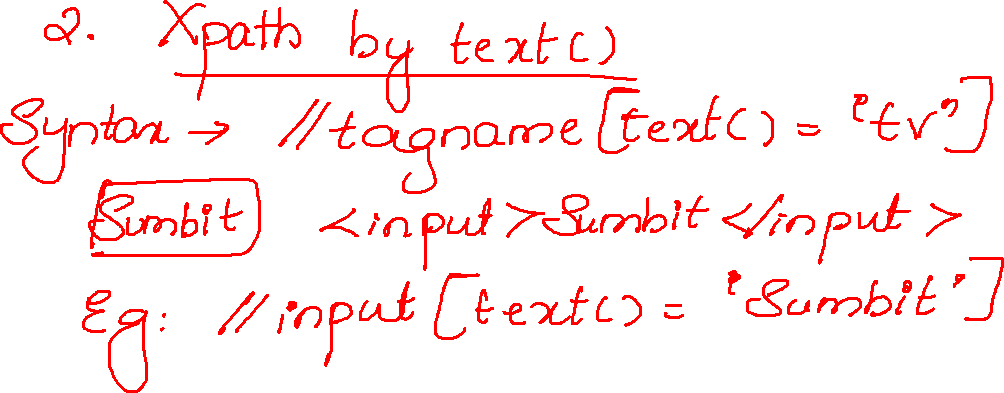 2. Xpath by text()
Syntax → //tagname[text() = 'tv']
Sumbit <input>Sumbit</input>
Eg: //input[text() = 'Sumbit']